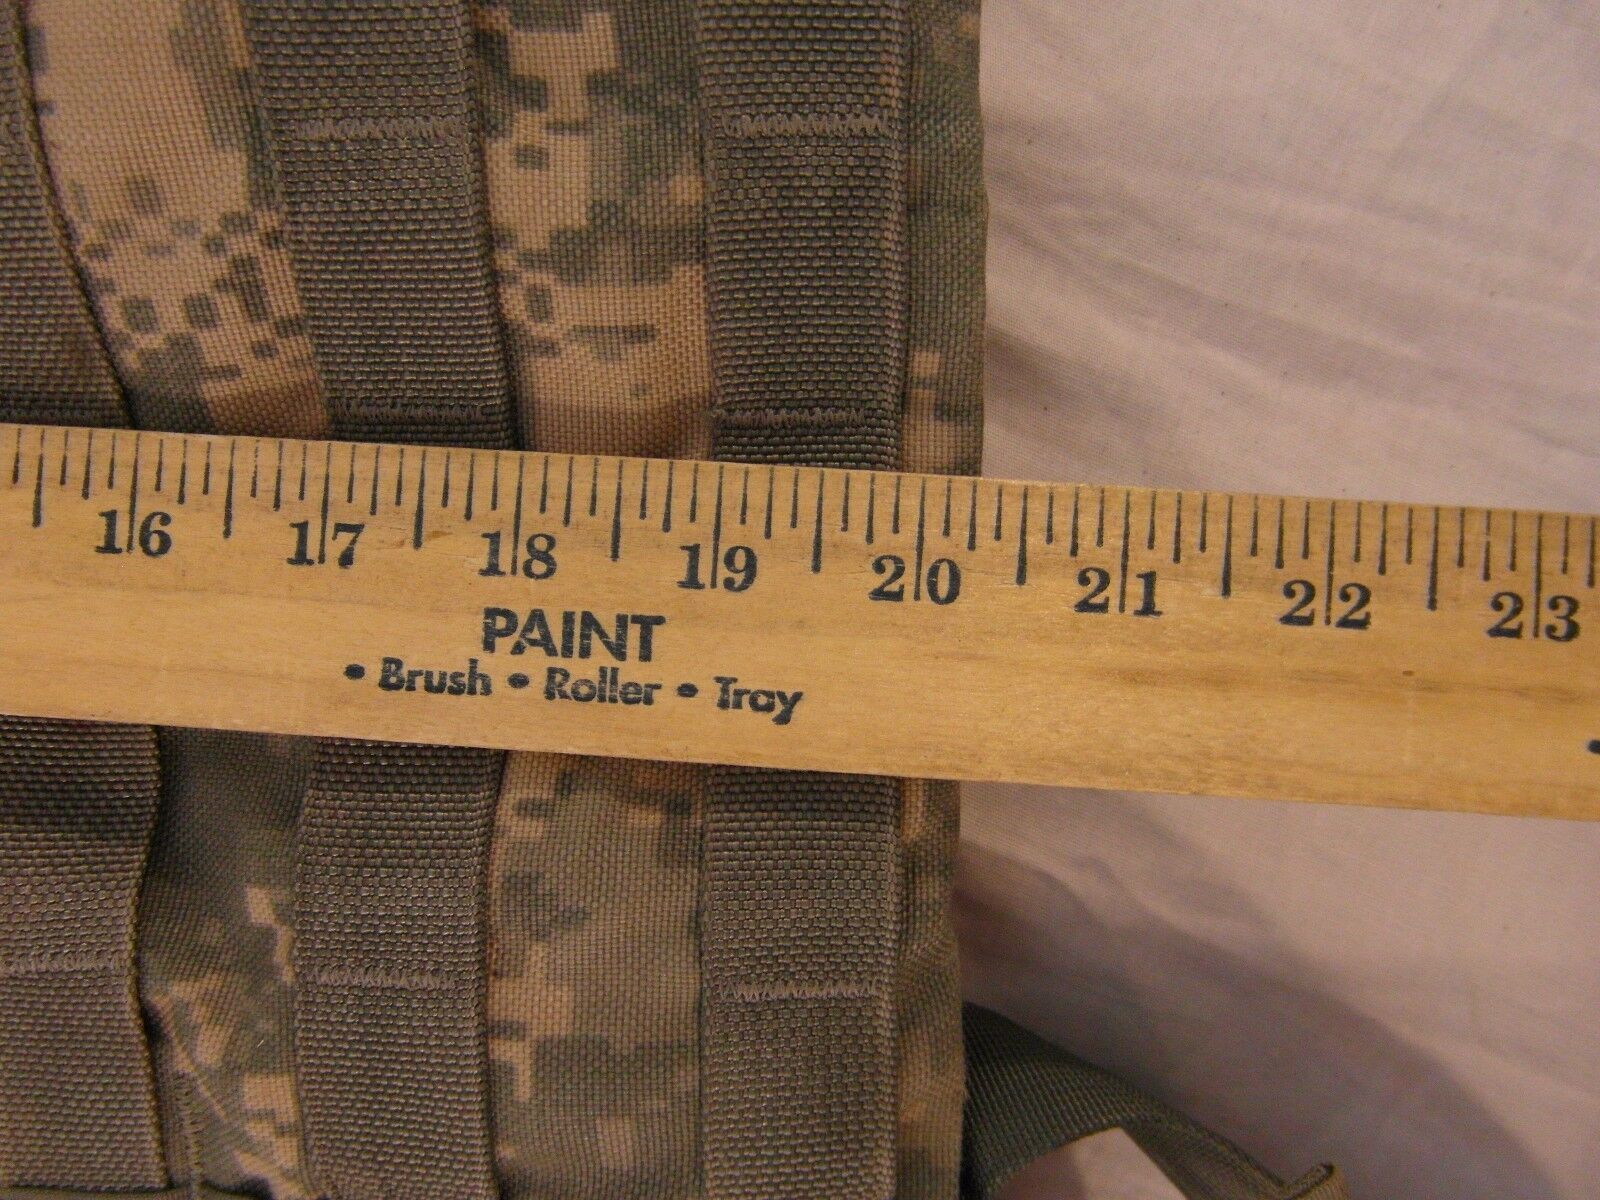 16 17 18 19 20 21 22 23
PAINT
• Brush • Roller • Tray